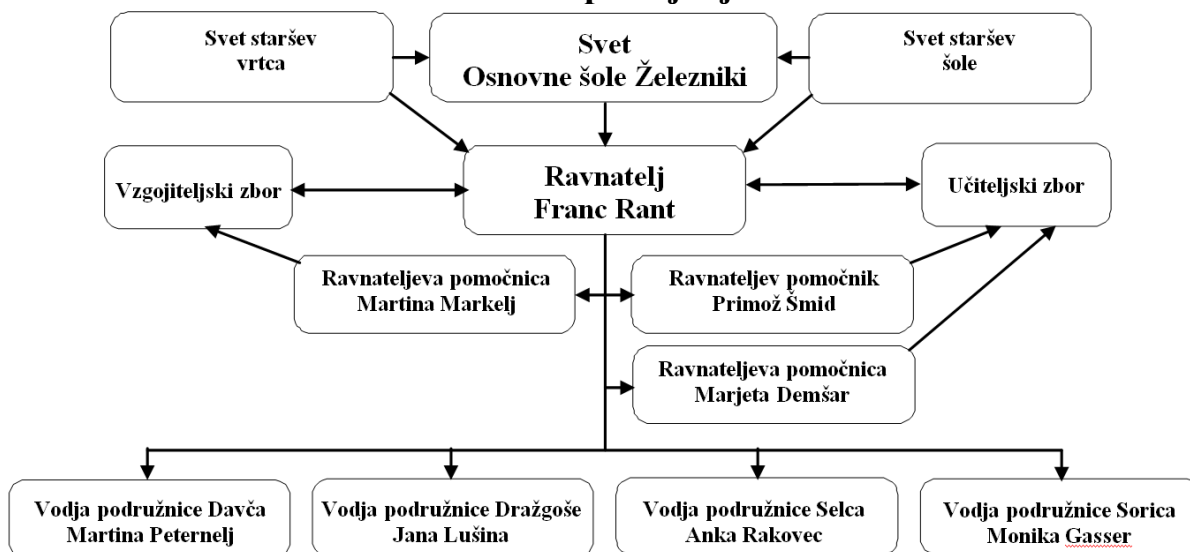 Svet staršev
vrtca
Svet
Osnovne šole Železniki
Svet staršev
šole
Vzgojiteljski zbor
Ravnatelj
Franc Rant
Učiteljski zbor
Ravnateljeva pomočnica
Martina Markelj
Ravnateljev pomočnik
Primož Šmid
Ravnateljeva pomočnica
Marjeta Demšar
Vodja podružnice Davča
Martina Peternelj
Vodja podružnice Dražgoše
Jana Lušina
Vodja podružnice Selca
Anka Rakovec
Vodja podružnice Sorica
Monika Gasser